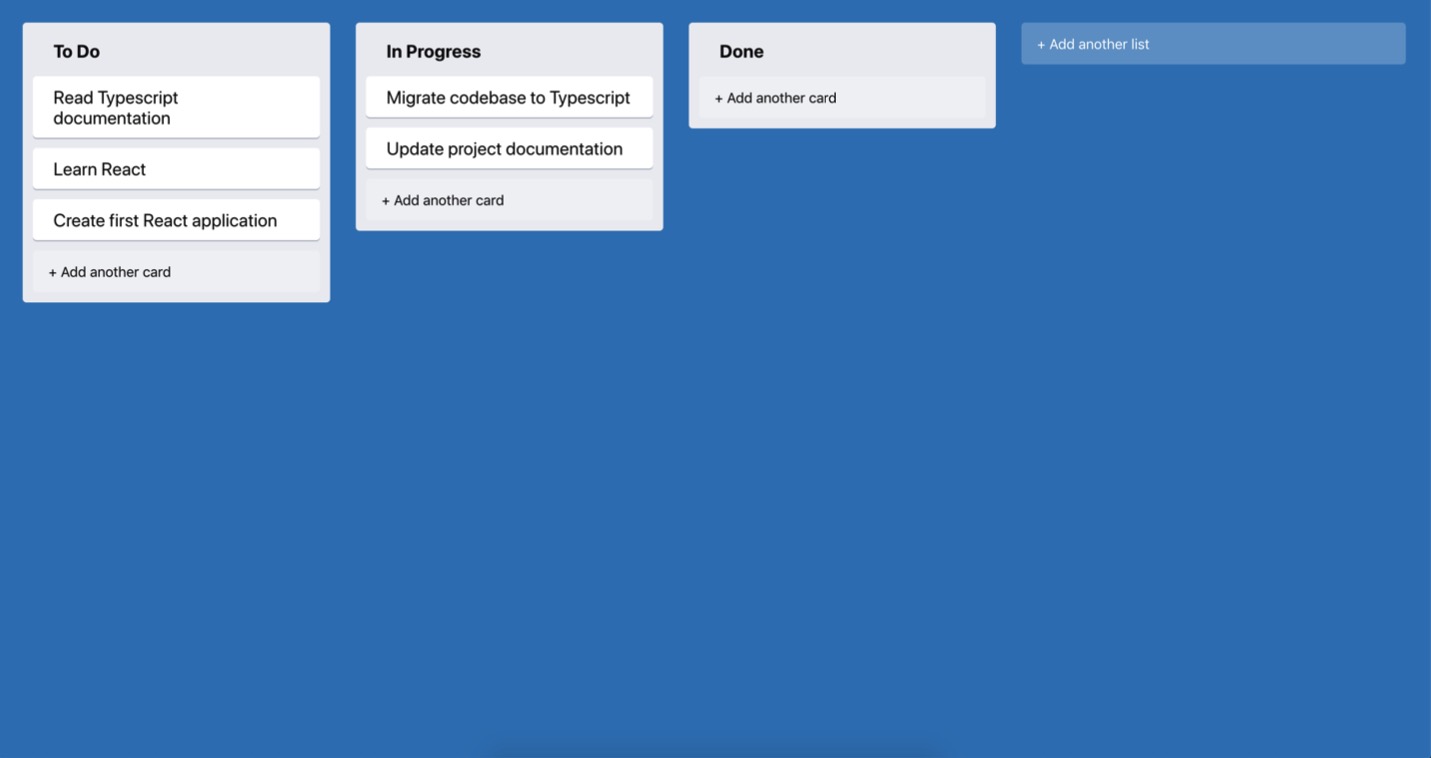 To Do
Read Typescript
documentation
Learn React
Create first React application
+ Add another card
In Progress
Migrate codebase to Typescript
Update project documentation
+ Add another card
Done
+ Add another card
+ Add another list